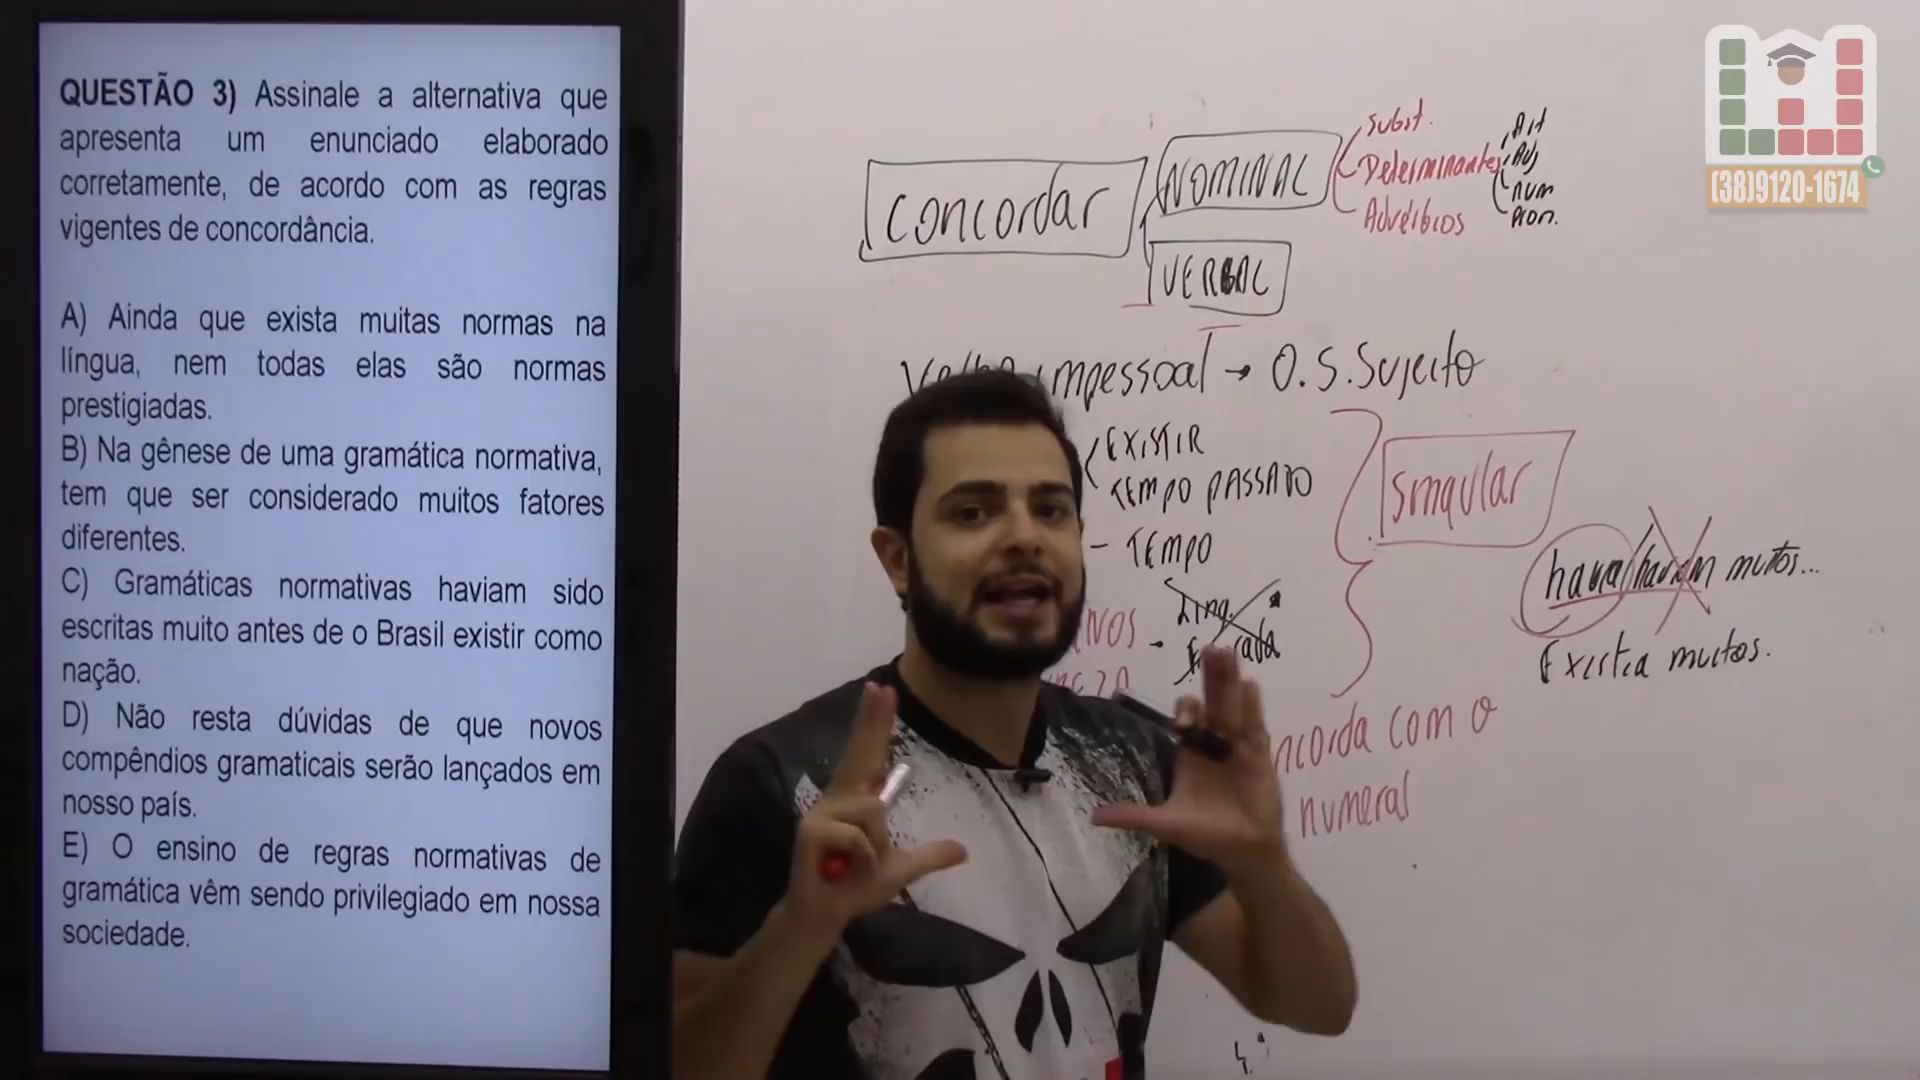 QUESTÃO 3) Assinale a alternativa que
apresenta um enunciado elaborado
corretamente, de acordo com as regras
vigentes de concordância.
A) Ainda que exista muitas normas na
língua, nem todas elas são normas
prestigiadas.
B) Na gênese de uma gramática normativa,
tem que ser considerado muitos fatores
diferentes.
C) Gramáticas normativas haviam sido
escritas muito antes de o Brasil existir como
nação.
D) Não resta dúvidas de que novos
compêndios gramaticais serão lançados em
nosso país.
E) O ensino de regras normativas de
gramática vêm sendo privilegiado em nossa
sociedade.
Concordar
NOMINAL
VERBAL
Subst.
Determinantes
Advérbios
Art
Adj
num
Pron.
mpessoal → O.S.Sujeito
EXISTIR
TEMPO PASSADO
- TEMPO
Singular
havia/haviam muitos...
Existia muitos.
ncorda com o
numeral
4.ª
(38)9120-1674